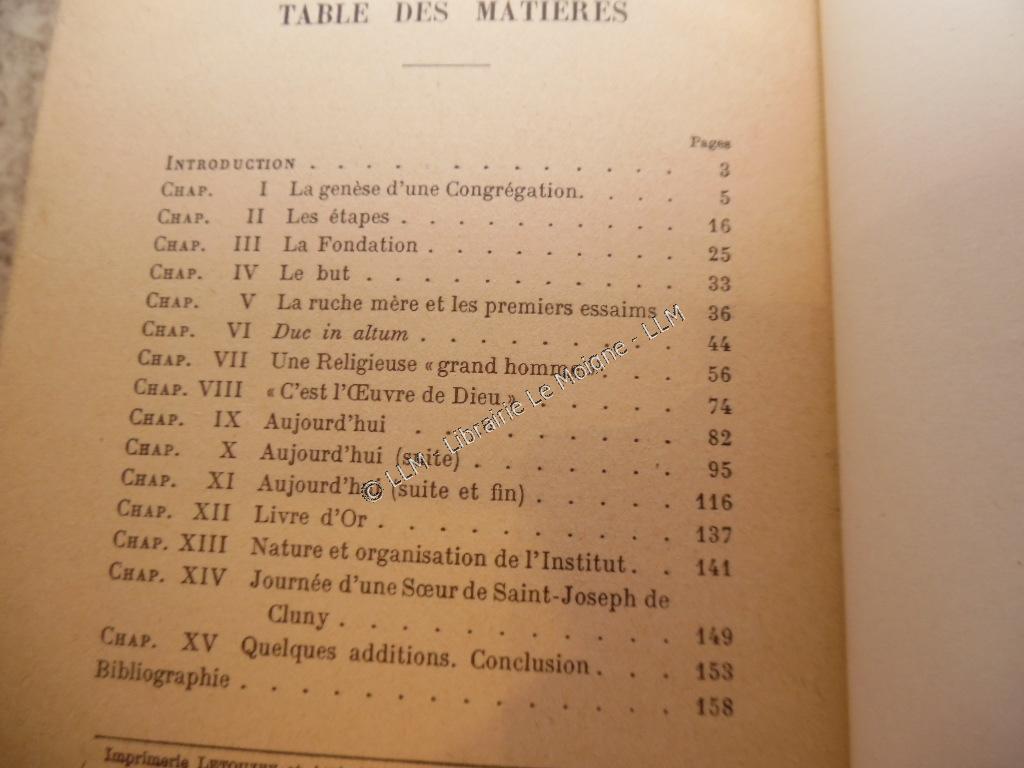 TABLE DES MATIÈRES
Pages
INTRODUCTION . . . . . . . . . . . . 3
CHAP. I La genèse d'une Congrégation. . . . . 5
CHAP. II Les étapes . . . . . . . . . . 16
CHAP. III La Fondation . . . . . . . . . 25
CHAP. IV Le but . . . . . . . . . . . 33
CHAP. V La ruche mère et les premiers essaims . 36
CHAP. VI Duc in altum . . . . . . . . . 44
CHAP. VII Une Religieuse « grand homme » . . . 56
CHAP. VIII « C'est l'Œuvre de Dieu. » . . . . . 74
CHAP. IX Aujourd'hui . . . . . . . . . 82
CHAP. X Aujourd'hui (suite) . . . . . . . 95
CHAP. XI Aujourd'hui (suite et fin) . . . . . 116
CHAP. XII Livre d'Or . . . . . . . . . . 137
CHAP. XIII Nature et organisation de l'Institut. . 141
CHAP. XIV Journée d'une Sœur de Saint-Joseph de
Cluny . . . . . . . . . . . 149
CHAP. XV Quelques additions. Conclusion . . . 153
Bibliographie . . . . . . . . . . . . 158
Imprimerie
© LLM - Librairie Le Moigne - LLM